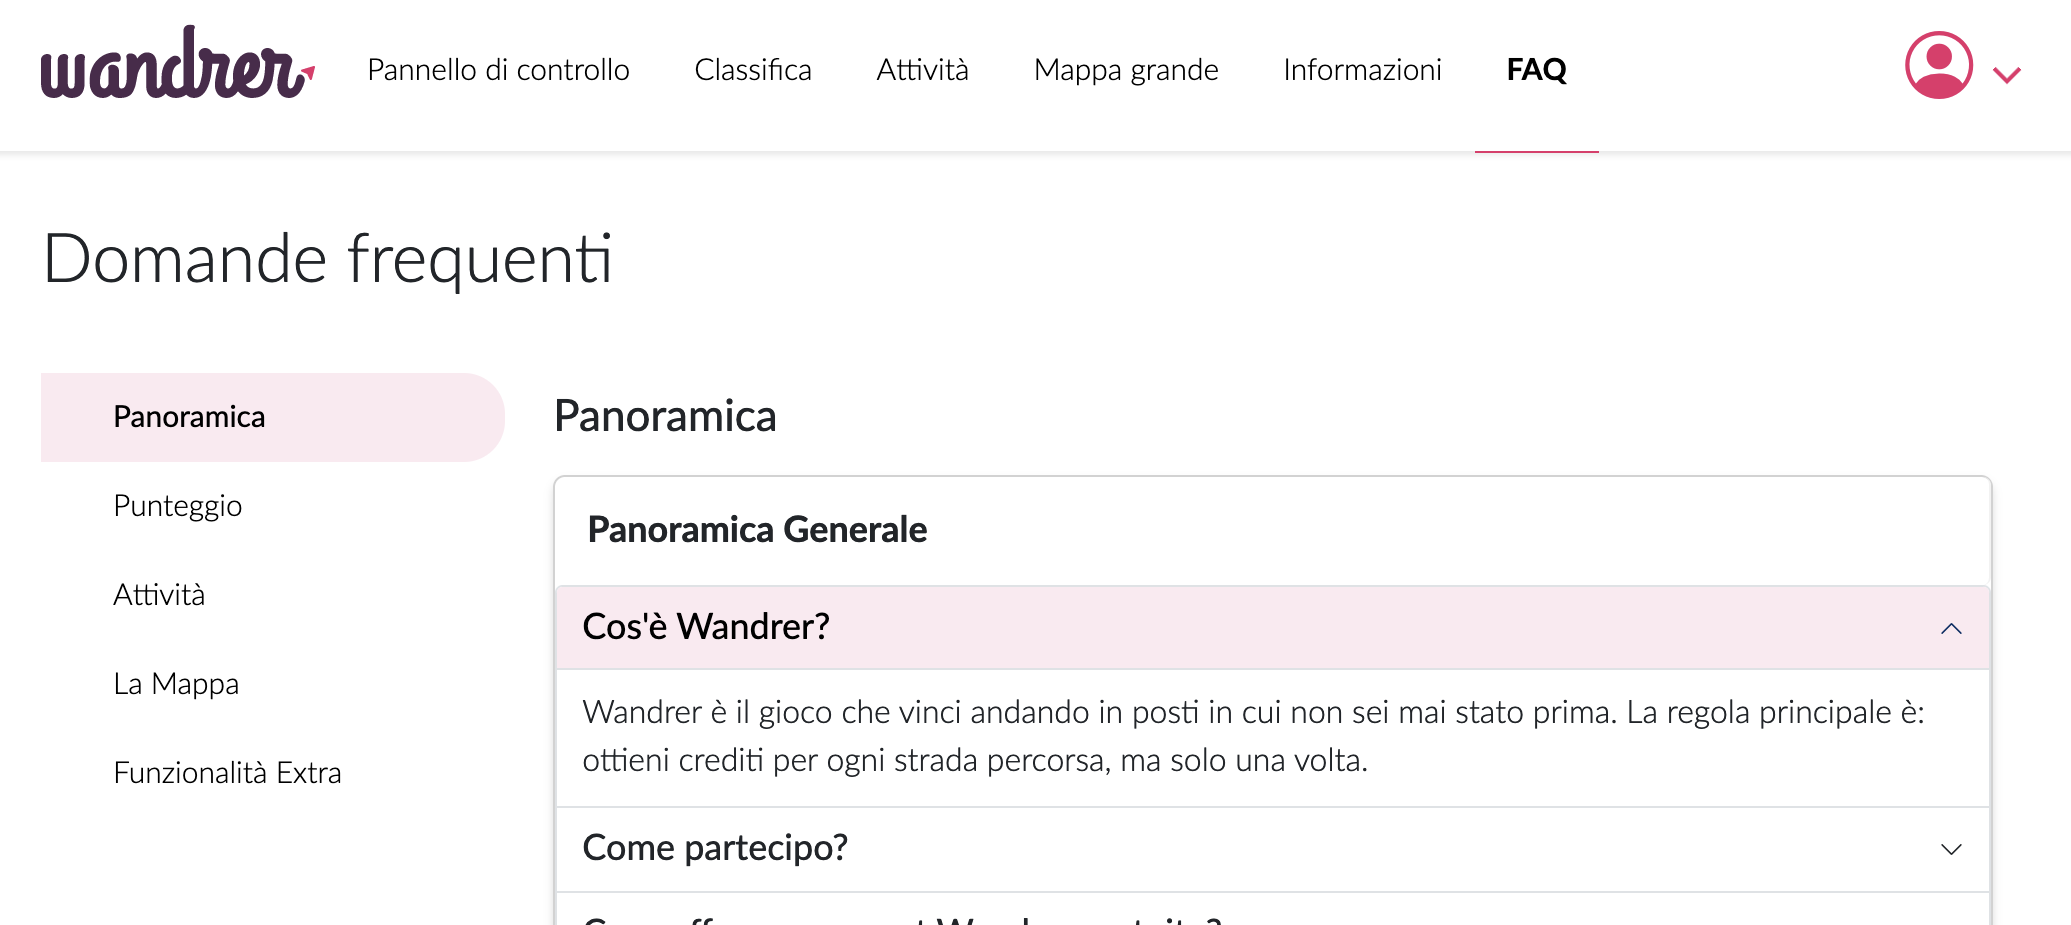 wandrer
Pannello di controllo
Classifica
Attività
Mappa grande
Informazioni
FAQ
Domande frequenti
Panoramica
Punteggio
Attività
La Mappa
Funzionalità Extra
Panoramica
Panoramica Generale
Cos'è Wandrer?
Wandrer è il gioco che vinci andando in posti in cui non sei mai stato prima. La regola principale è:
ottieni crediti per ogni strada percorsa, ma solo una volta.
Come partecipo?